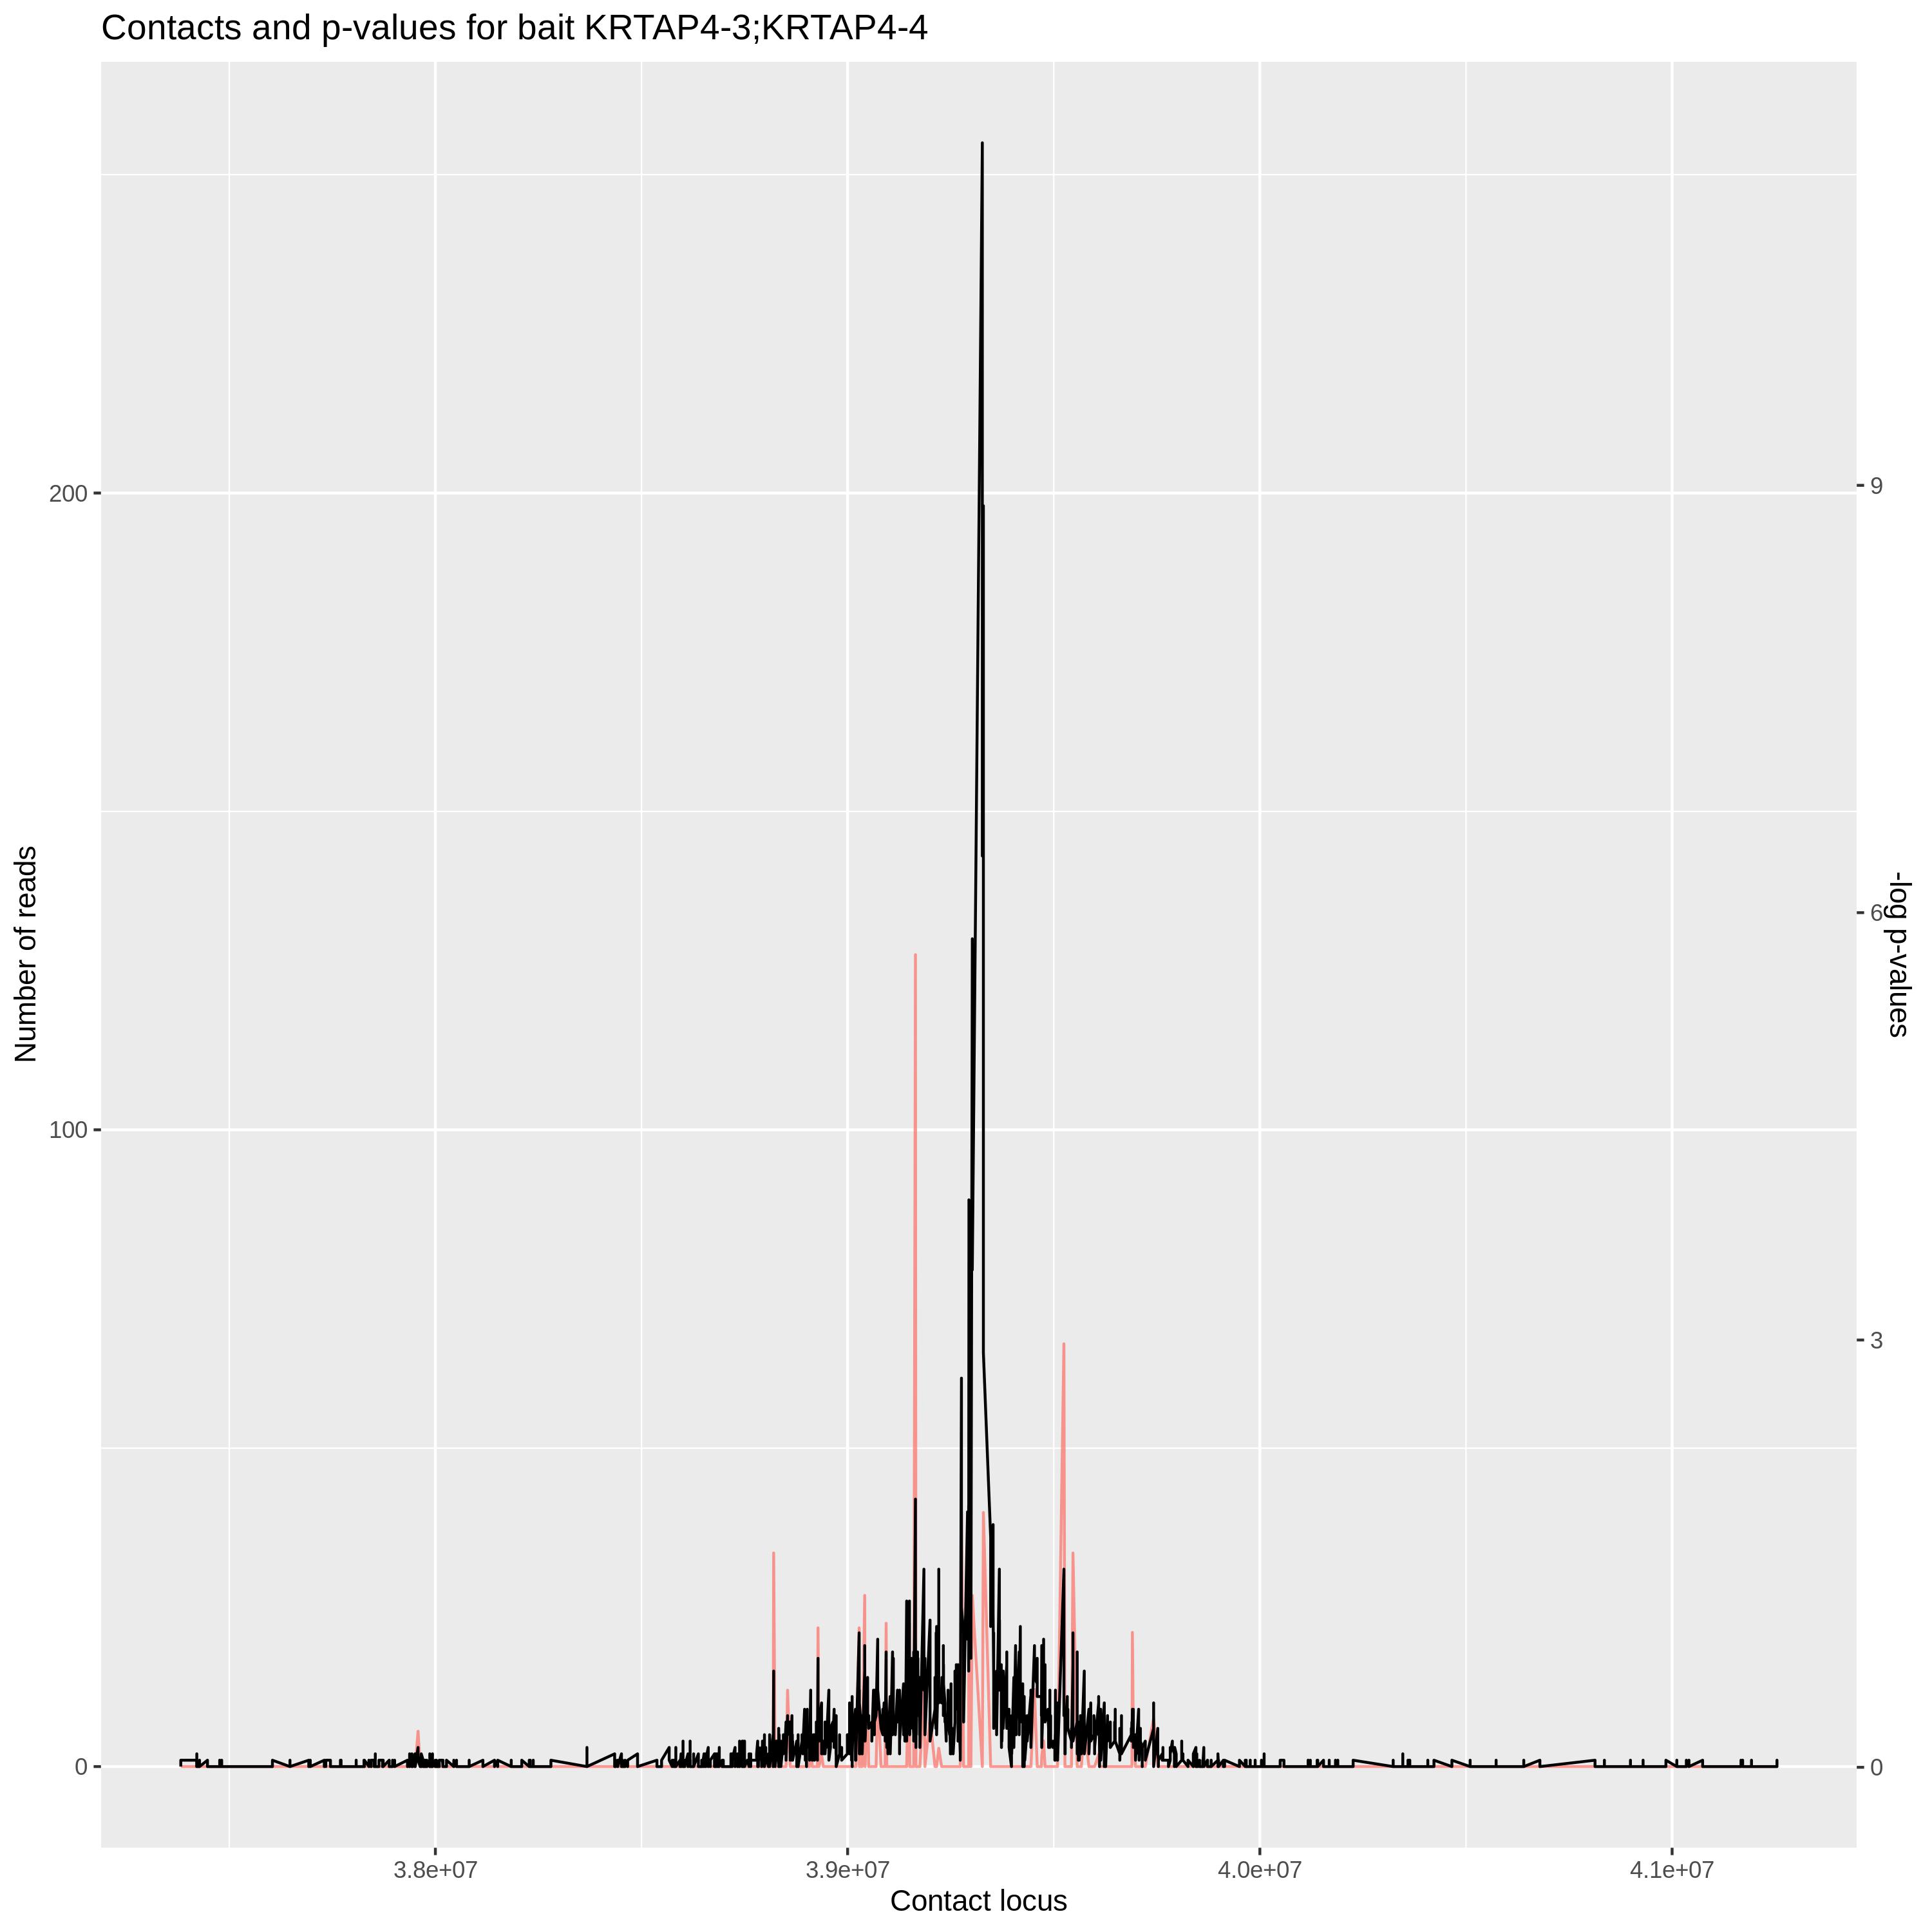 Contacts and p-values for bait KRTAP4-3;KRTAP4-4
200
100
0
Number of reads
9
6
3
0
-log p-values
3.8e+07
3.9e+07
4.0e+07
4.1e+07
Contact locus